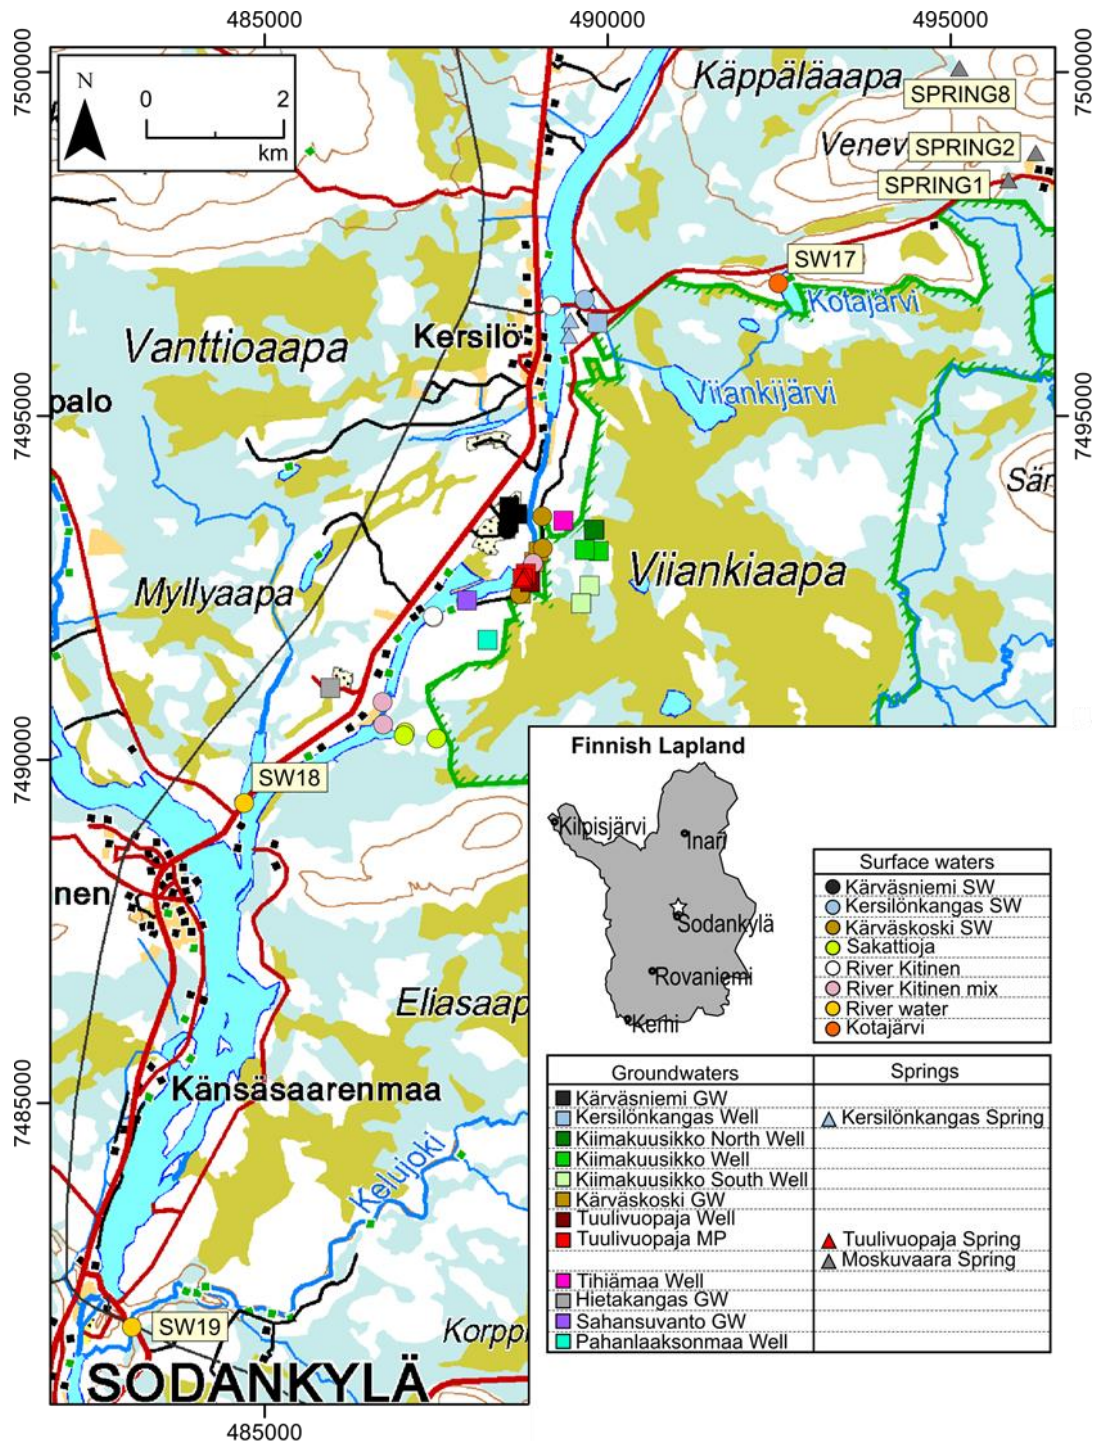 485000
490000
495000
7500000
7500000
N
0
2
km
Käppäläaapa
SPRING8
Venev
SPRING2
SPRING1
SW17
Kotajärvi
Vanttioaapa
Kersilö
Viiankijärvi
palo
7495000
7495000
Sär
Myllyaapa
Viiankiaapa
7490000
SW18
nen
Eliasaap
7485000
Känsäsaarenmaa
Kelujoki
SW19
Korppi
SODANKYLÄ
485000
Finnish Lapland
Kilpisjärvi
Inari
Sodankylä
Rovaniemi
Kemi
Surface waters
Kärväsniemi SW
Kersilönkangas SW
Kärväskoski SW
Sakattioja
River Kitinen
River Kitinen mix
River water
Kotajärvi
Groundwaters
Springs
Kärväsniemi GW
Kersilönkangas Well
Kersilönkangas Spring
Kiimakuusikko North Well
Kiimakuusikko Well
Kiimakuusikko South Well
Kärväskoski GW
Tuulivuopaja Well
Tuulivuopaja MP
Tuulivuopaja Spring
Moskuvaara Spring
Tihiämaa Well
Hietakangas GW
Sahansuvanto GW
Pahanlaaksonmaa Well